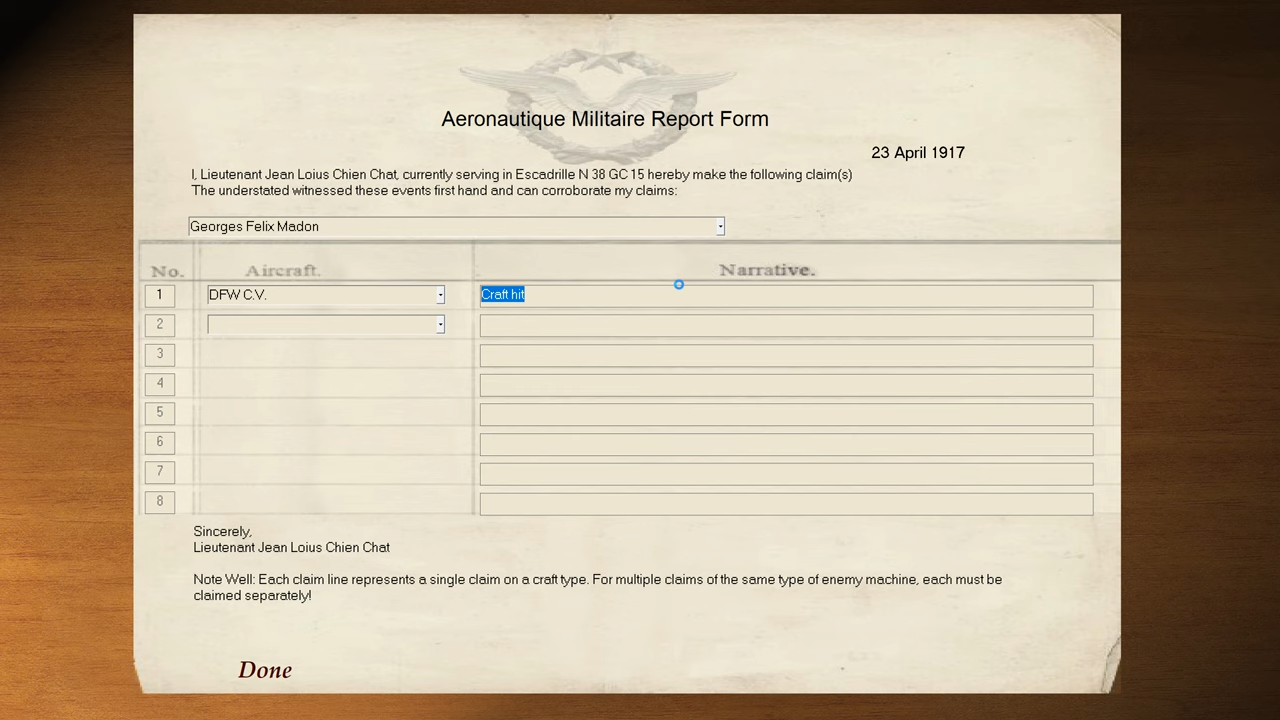 Aeronautique Militaire Report Form
23 April 1917
I, Lieutenant Jean Loius Chien Chat, currently serving in Escadrille N 38 GC 15 hereby make the following claim(s)
The understated witnessed these events first hand and can corroborate my claims:
Georges Felix Madon
No. Aircraft. Narrative.
1 DFW C.V. Craft hit
2
3
4
5
6
7
8
Sincerely,
Lieutenant Jean Loius Chien Chat
Note Well: Each claim line represents a single claim on a craft type. For multiple claims of the same type of enemy machine, each must be
claimed separately!
Done